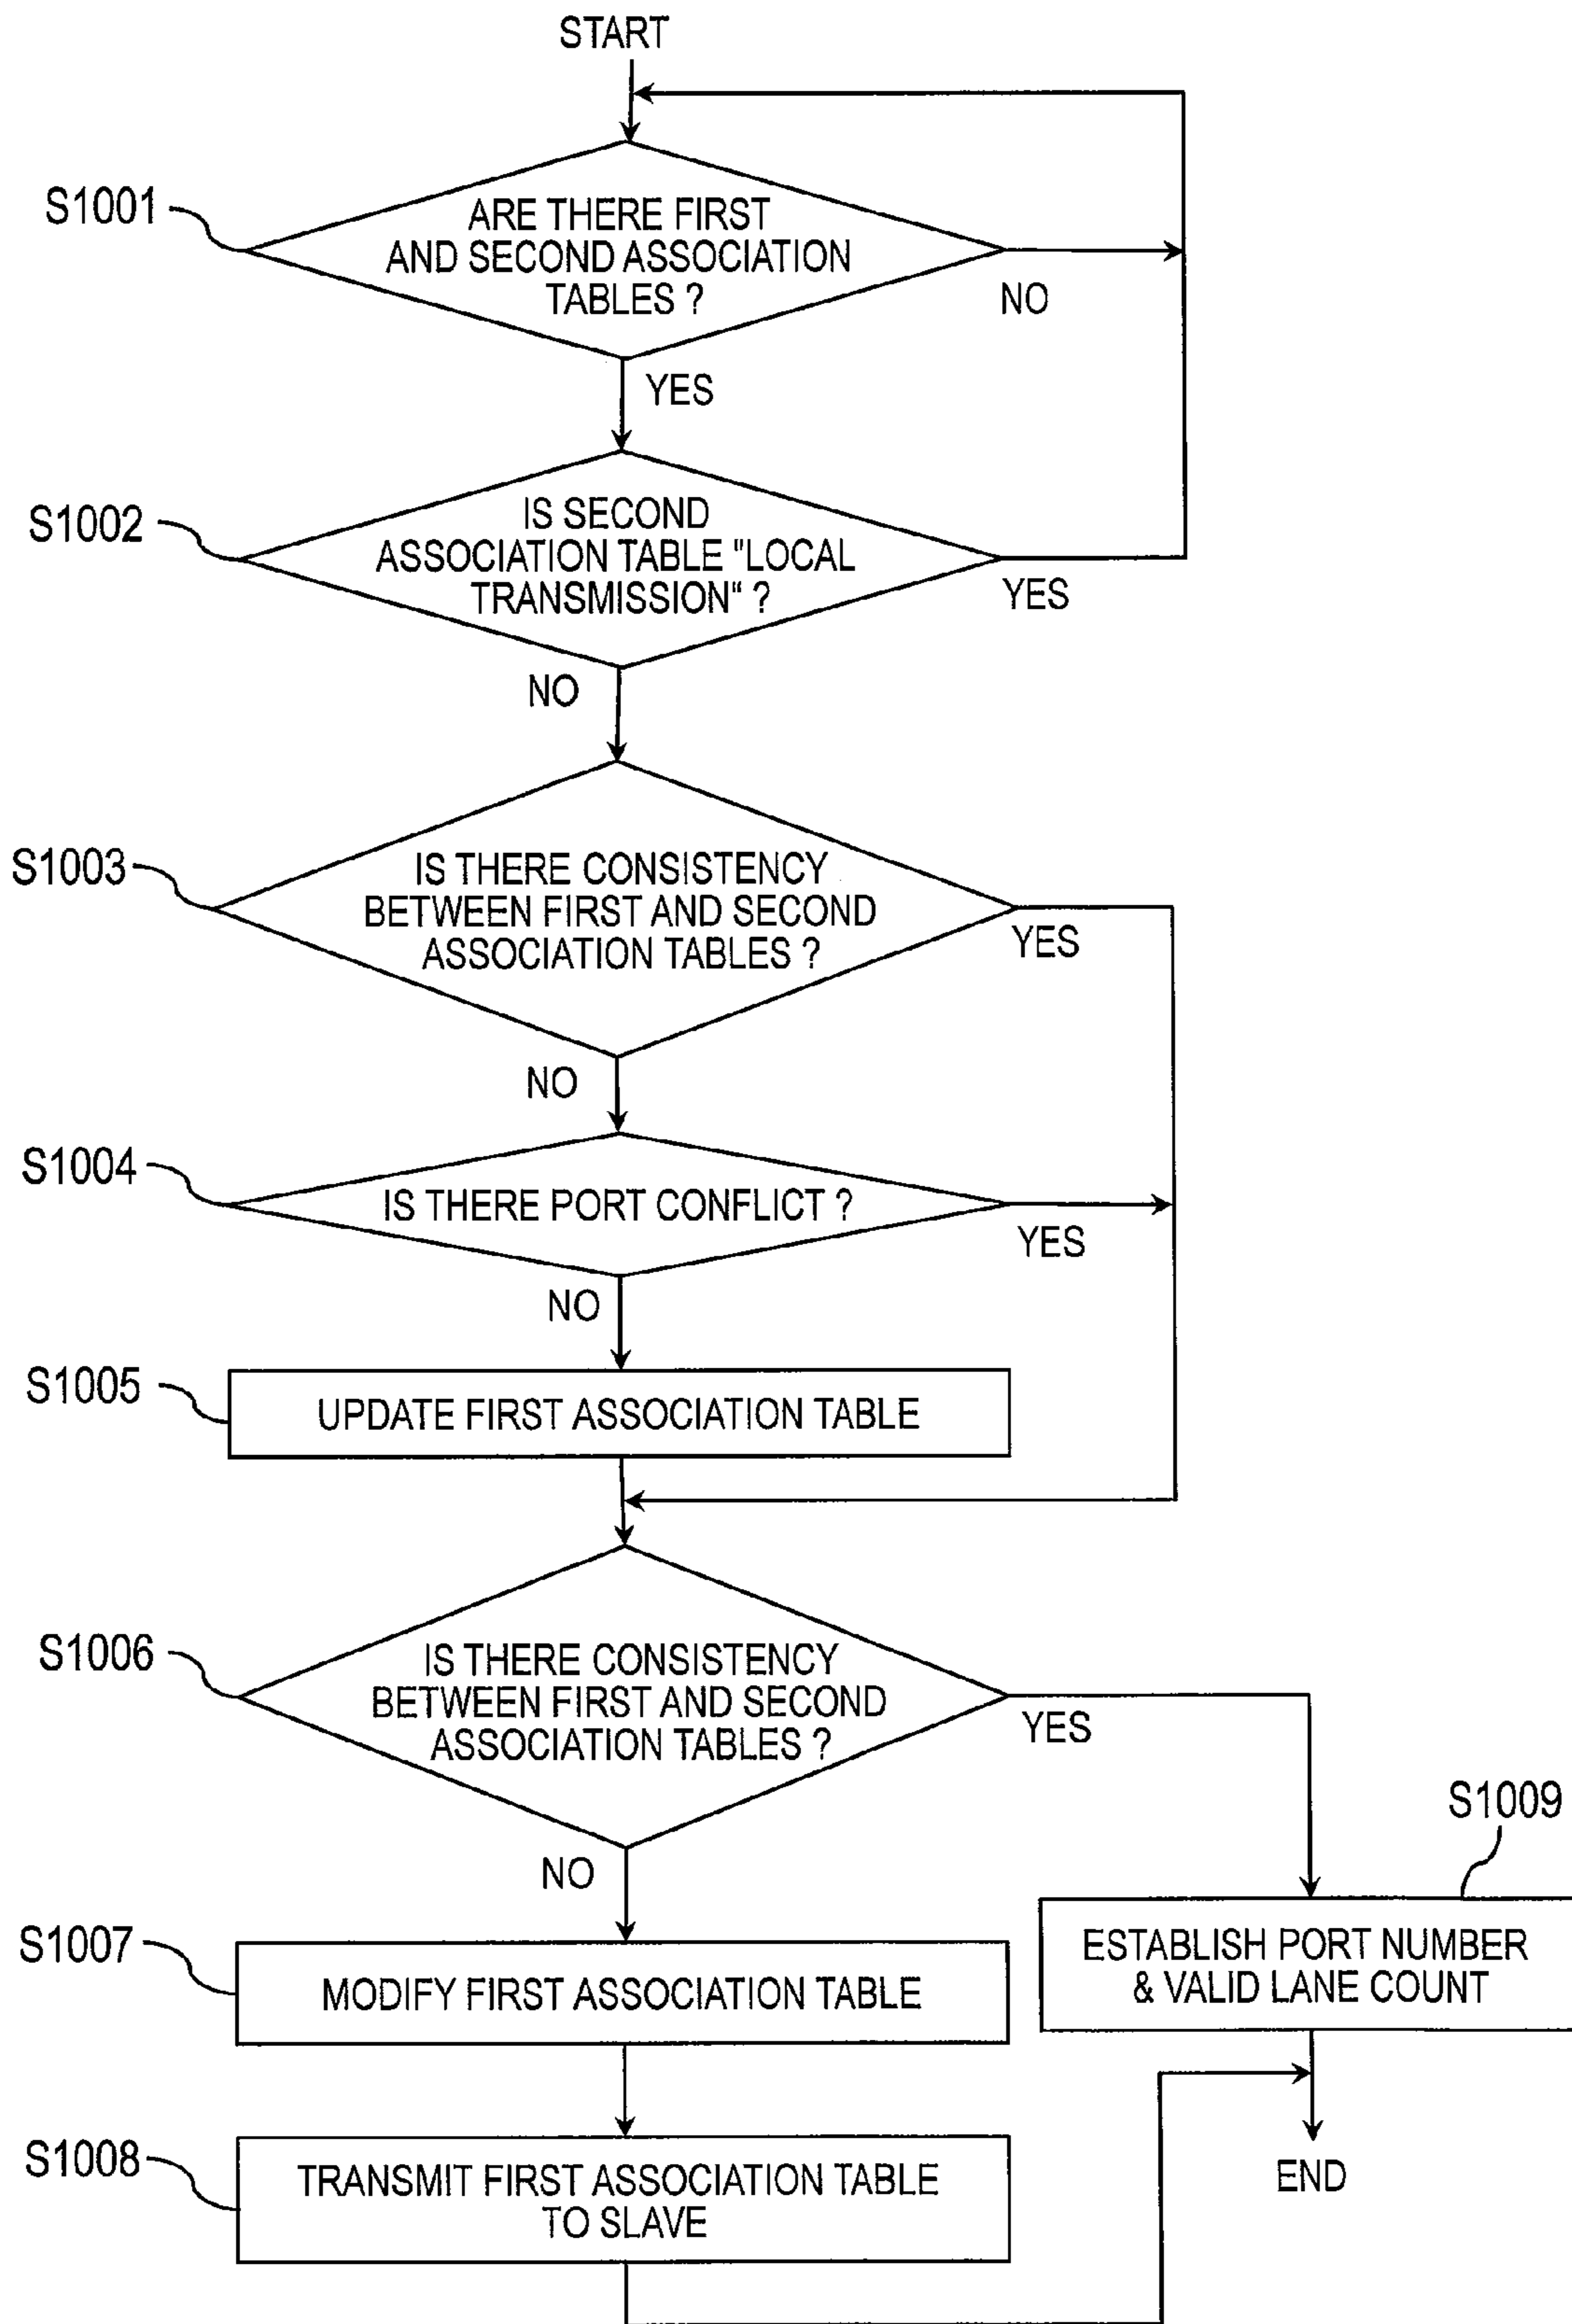 START
S1001
ARE THERE FIRST
AND SECOND ASSOCIATION
TABLES ?
NO
YES
S1002
IS SECOND
ASSOCIATION TABLE "LOCAL
TRANSMISSION" ?
YES
NO
S1003
IS THERE CONSISTENCY
BETWEEN FIRST AND SECOND
ASSOCIATION TABLES ?
YES
NO
S1004
IS THERE PORT CONFLICT ?
YES
NO
S1005
UPDATE FIRST ASSOCIATION TABLE
S1006
IS THERE CONSISTENCY
BETWEEN FIRST AND SECOND
ASSOCIATION TABLES ?
YES
NO
S1009
ESTABLISH PORT NUMBER
& VALID LANE COUNT
S1007
MODIFY FIRST ASSOCIATION TABLE
S1008
TRANSMIT FIRST ASSOCIATION TABLE
TO SLAVE
END